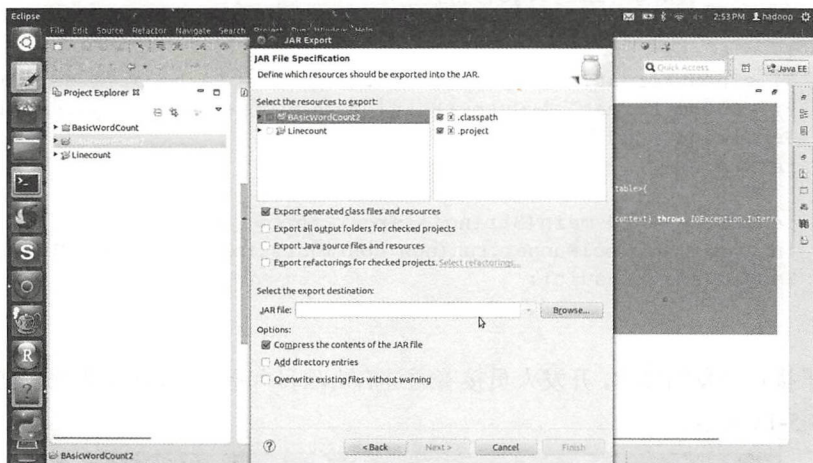 Eclipse
2:53 PM hadoop
File Edit Source Refactor Navigate Search Project Run Window Help
JAR Export
JAR File Specification
Define which resources should be exported into the JAR.
Quick Access
Java EE
Project Explorer
BasicWordCount
BAsicWordCount2
Linecount
Select the resources to export:
BAsicWordCount2
Linecount
.classpath
.project
Export generated class files and resources
Export all output folders for checked projects
Export Java source files and resources
Export refactorings for checked projects. Select refactorings...
table>{
context) throws IOException,Interr
Select the export destination:
JAR file:
Browse...
Options:
Compress the contents of the JAR file
Add directory entries
Overwrite existing files without warning
< Back
Next >
Cancel
Finish
BAsicWordCount2